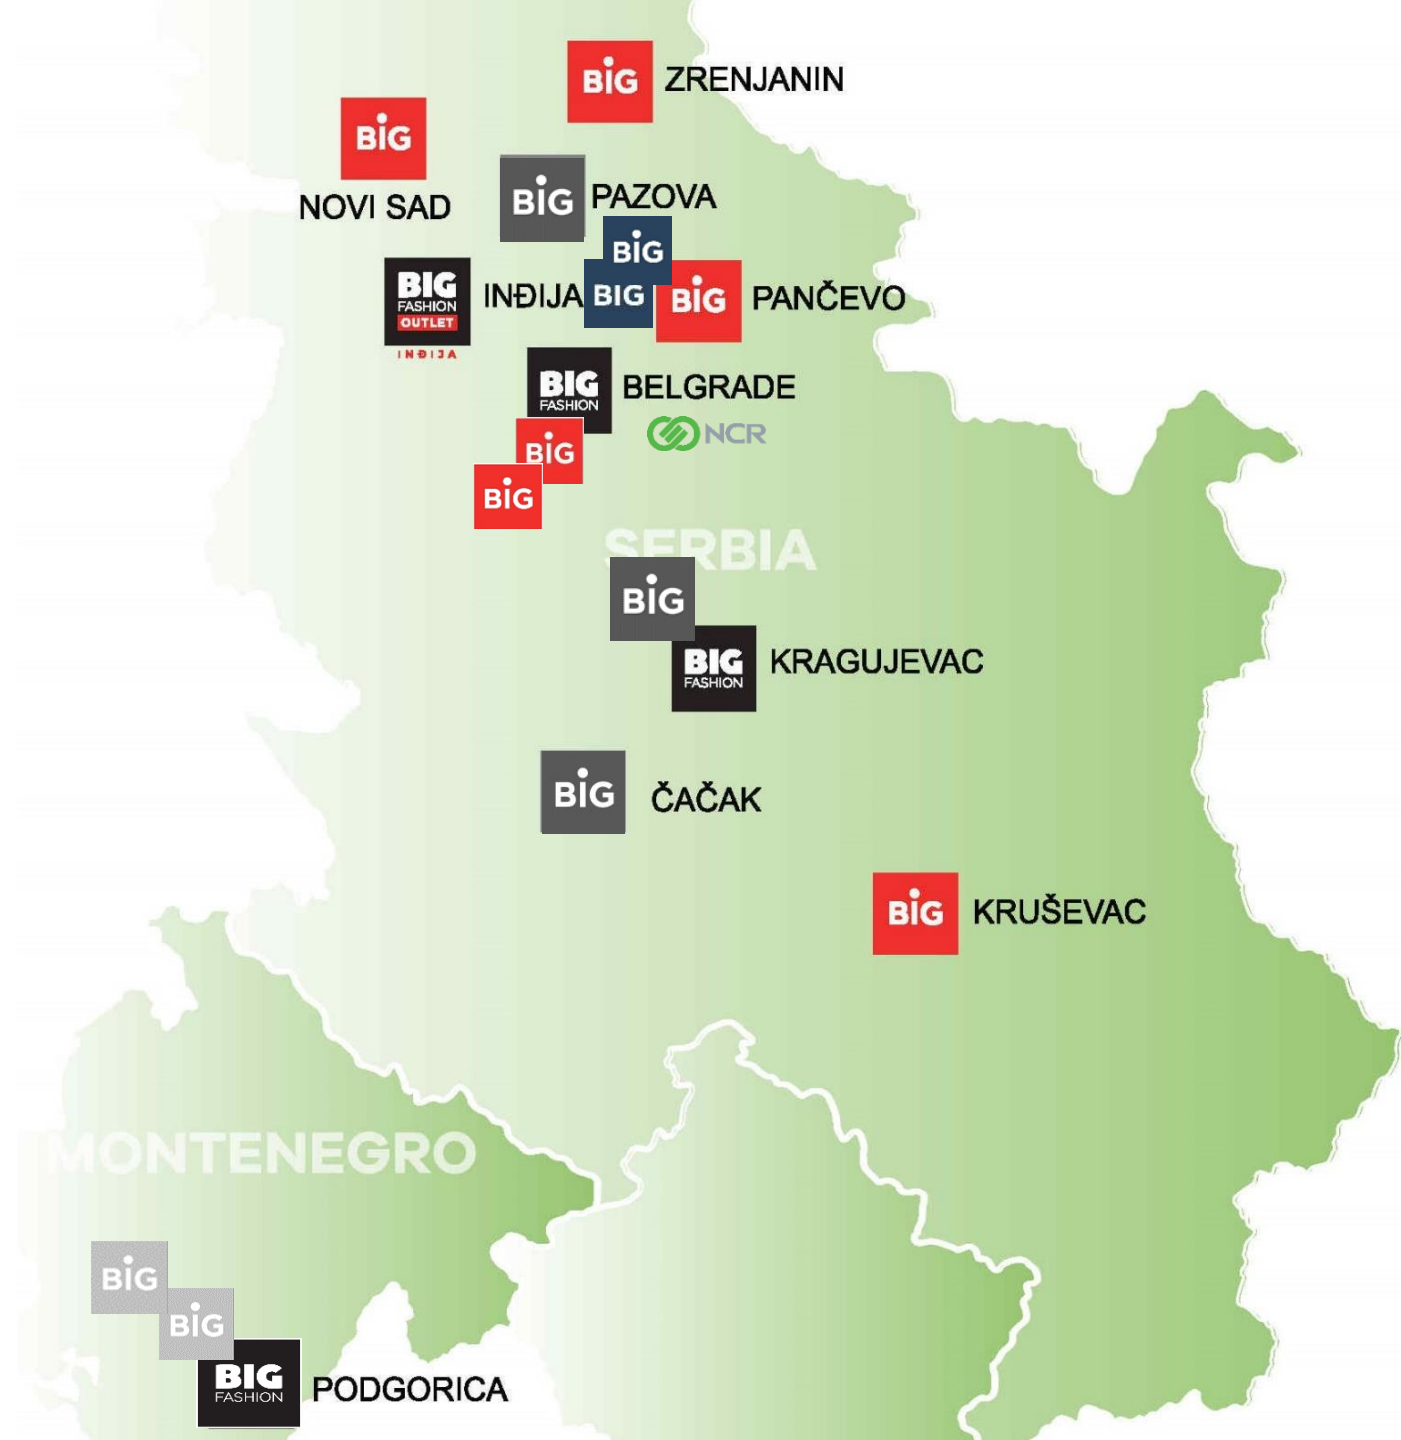 BIG ZRENJANIN
BIG
NOVI SAD
BIG PAZOVA
BIG
BIG
FASHION
OUTLET
INĐIJA
INĐIJA
BIG
BIG PANČEVO
BIG
FASHION
BELGRADE
NCR
BIG
BIG
SERBIA
BIG
BIG
FASHION
KRAGUJEVAC
BIG ČAČAK
BIG KRUŠEVAC
MONTENEGRO
BIG
BIG
BIG
FASHION
PODGORICA